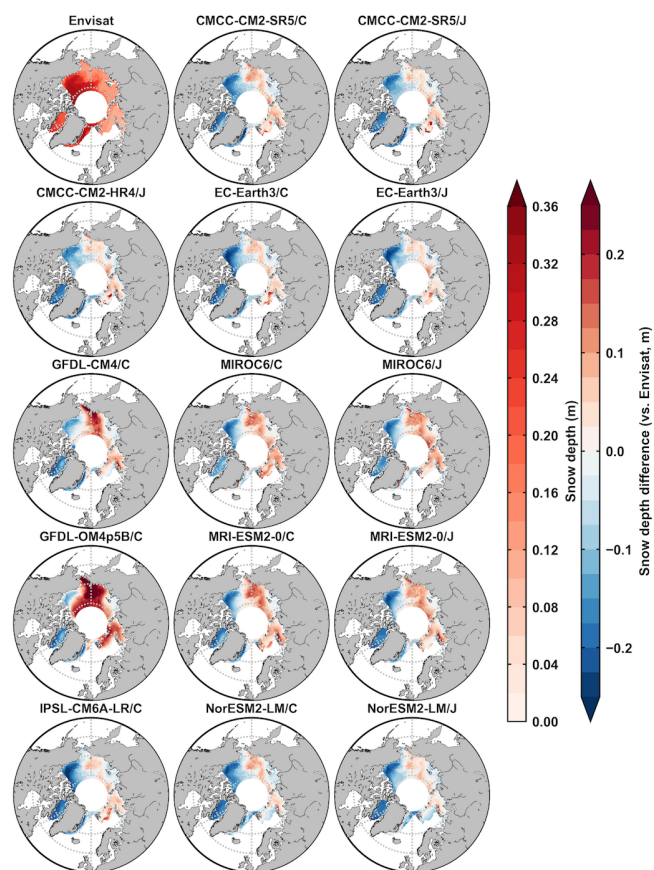 Envisat
CMCC-CM2-SR5/C
CMCC-CM2-SR5/J
CMCC-CM2-HR4/J
EC-Earth3/C
EC-Earth3/J
GFDL-CM4/C
MIROC6/C
MIROC6/J
GFDL-OM4p5B/C
MRI-ESM2-0/C
MRI-ESM2-0/J
IPSL-CM6A-LR/C
NorESM2-LM/C
NorESM2-LM/J
0.36
0.32
0.28
0.24
0.20
0.16
0.12
0.08
0.04
0.00
Snow depth (m)
0.2
0.1
0.0
−0.1
−0.2
Snow depth difference (vs. Envisat, m)